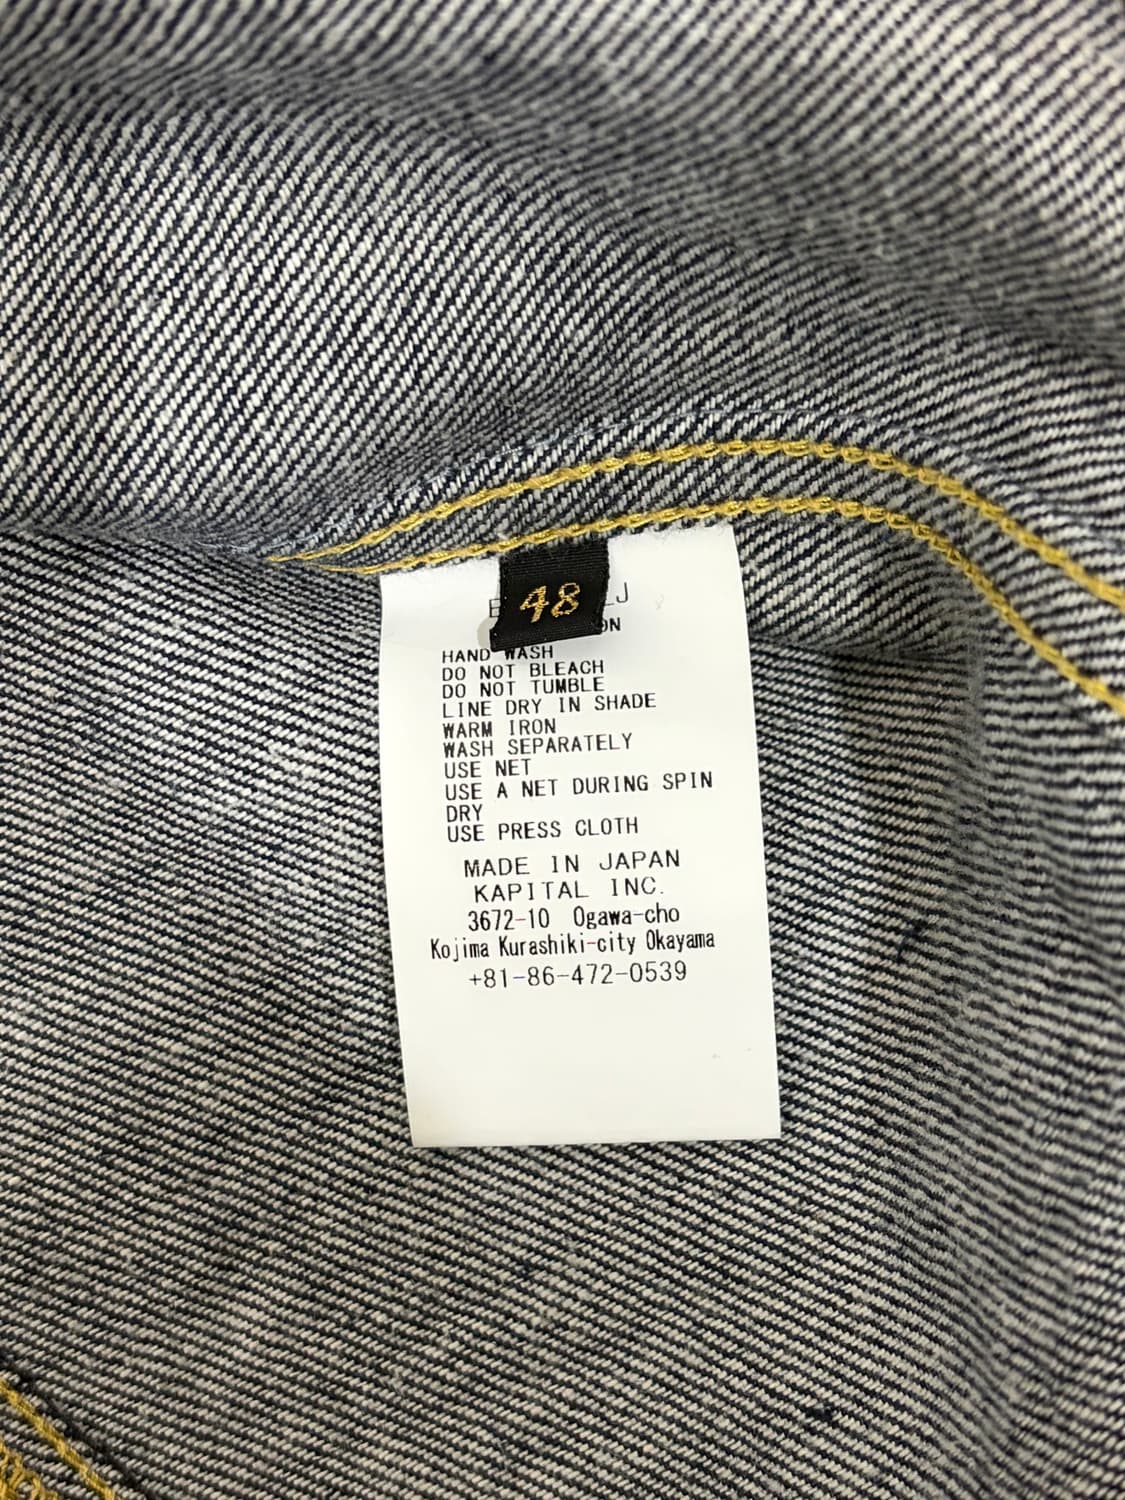 48
HAND WASH
DO NOT BLEACH
DO NOT TUMBLE
LINE DRY IN SHADE
WARM IRON
WASH SEPARATELY
USE NET
USE A NET DURING SPIN
DRY
USE PRESS CLOTH
MADE IN JAPAN
KAPITAL INC.
3672-10 Ogawa-cho
Kojima Kurashiki-city Okayama
+81-86-472-0539